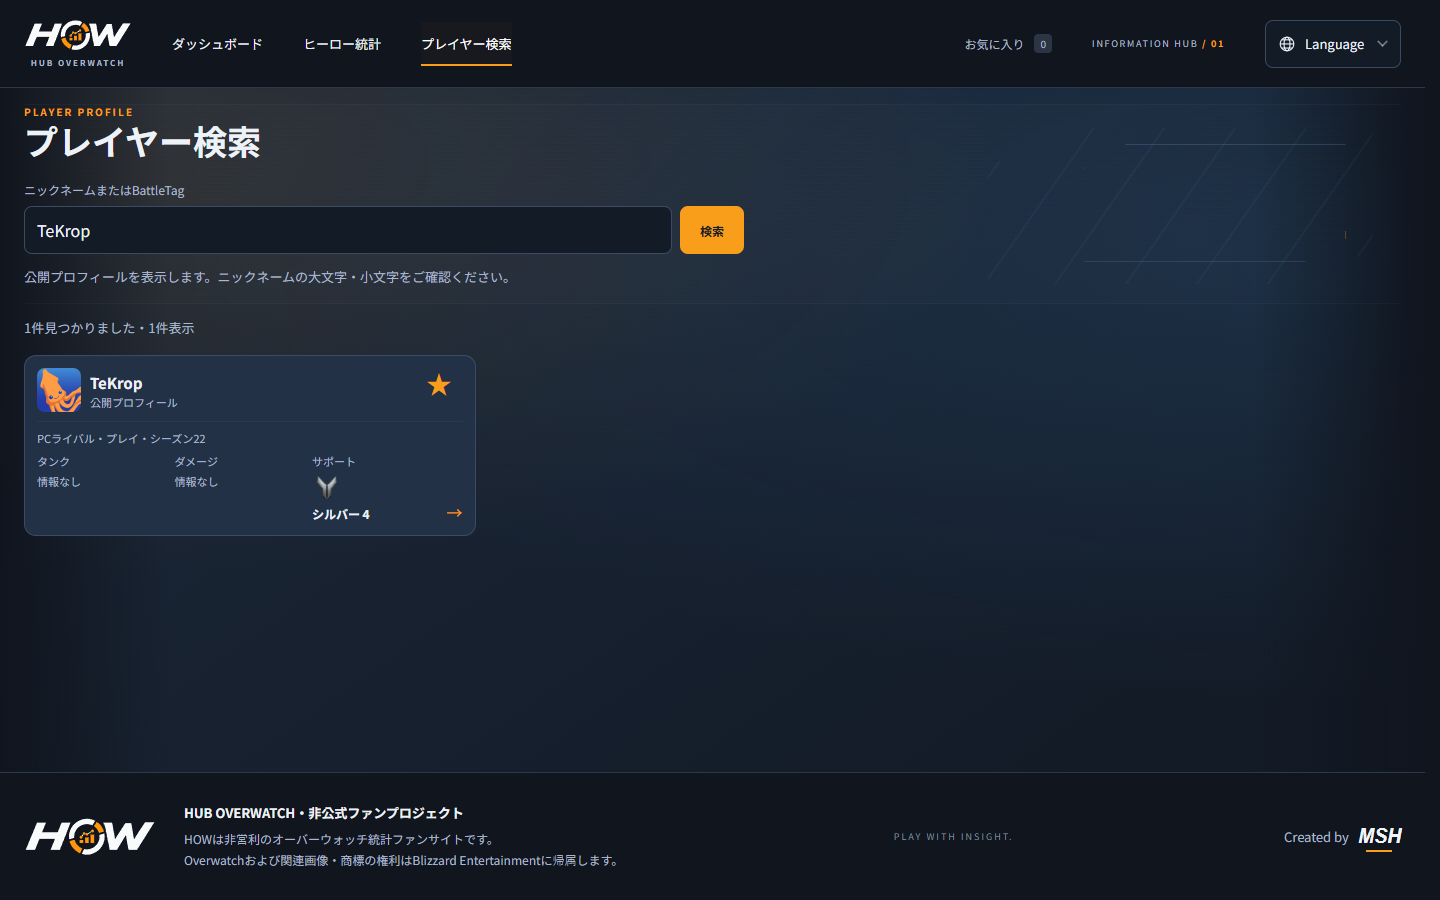 HOW
HUB OVERWATCH
ダッシュボード
ヒーロー統計
プレイヤー検索
お気に入り 0
INFORMATION HUB / 01
Language
PLAYER PROFILE
プレイヤー検索
ニックネームまたはBattleTag
TeKrop
検索
公開プロフィールを表示します。ニックネームの大文字・小文字をご確認ください。
1件見つかりました・1件表示
TeKrop
公開プロフィール
PCライバル・プレイ・シーズン22
タンク ダメージ サポート
情報なし 情報なし
シルバー 4
HOW
HUB OVERWATCH・非公式ファンプロジェクト
HOWは非営利のオーバーウォッチ統計ファンサイトです。
Overwatchおよび関連画像・商標の権利はBlizzard Entertainmentに帰属します。
PLAY WITH INSIGHT.
Created by MSH